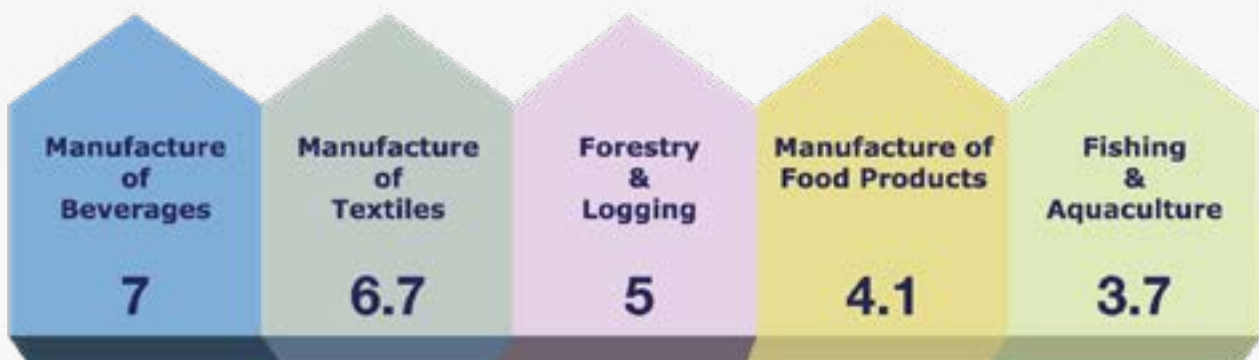 Manufacture
of
Beverages
7
Manufacture
of
Textiles
6.7
Forestry
&
Logging
5
Manufacture of
Food Products
4.1
Fishing
&
Aquaculture
3.7